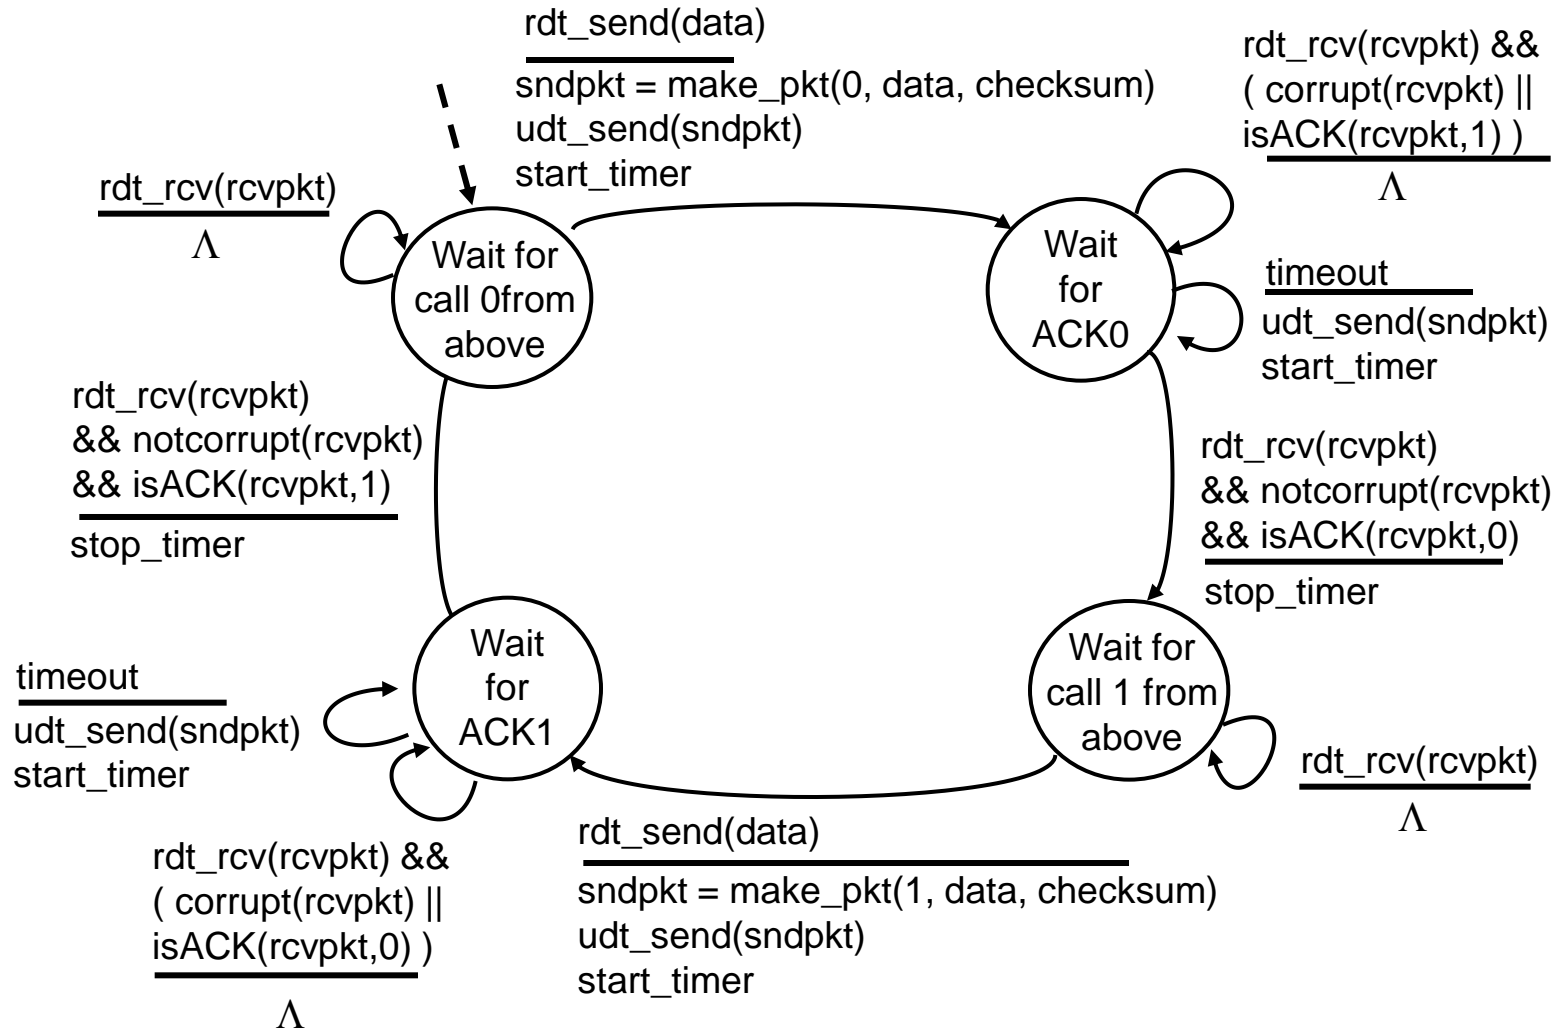 rdt_send(data)
sndpkt = make_pkt(0, data, checksum)
udt_send(sndpkt)
start_timer
rdt_rcv(rcvpkt) &&
( corrupt(rcvpkt) ||
isACK(rcvpkt,1) )
Λ
rdt_rcv(rcvpkt)
Λ
Wait for
call 0from
above
Wait
for
ACK0
timeout
udt_send(sndpkt)
start_timer
rdt_rcv(rcvpkt)
&& notcorrupt(rcvpkt)
&& isACK(rcvpkt,1)
stop_timer
rdt_rcv(rcvpkt)
&& notcorrupt(rcvpkt)
&& isACK(rcvpkt,0)
stop_timer
Wait
for
ACK1
Wait for
call 1 from
above
timeout
udt_send(sndpkt)
start_timer
rdt_rcv(rcvpkt)
Λ
rdt_rcv(rcvpkt) &&
( corrupt(rcvpkt) ||
isACK(rcvpkt,0) )
Λ
rdt_send(data)
sndpkt = make_pkt(1, data, checksum)
udt_send(sndpkt)
start_timer